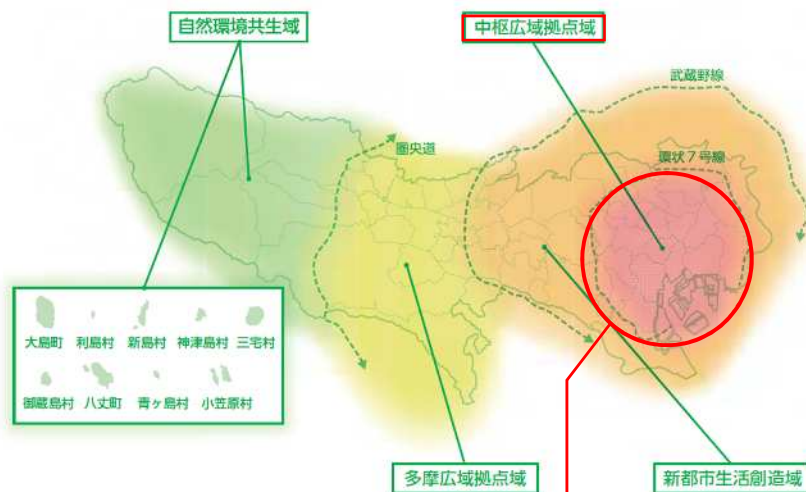 自然環境共生域
中枢広域拠点域
武蔵野線
圏央道
環状7号線
大島町 利島村 新島村 神津島村 三宅村
御蔵島村 八丈町 青ヶ島村 小笠原村
多摩広域拠点域
新都市生活創造域